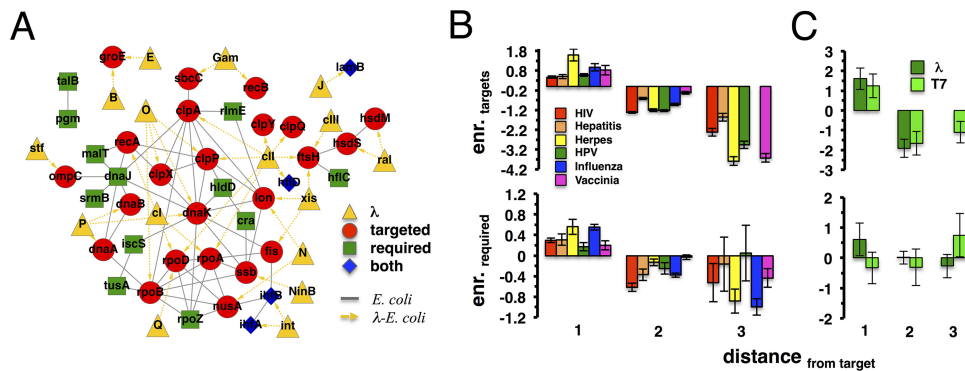 A
groE
E
Gam
lamB
sbcC
recB
J
talB
B
O
clpA
rlmE
clpY
clpQ
cIII
hsdM
pgm
recA
cII
hsdS
stf
malT
clpP
ftsH
ral
ompC
dnaJ
clpX
hflD
hflC
srmB
dnaB
hldD
lon
xis
P
cI
dnaK
cra
dnaA
iscS
rpoD
rpoA
fis
N
tusA
rpoB
ssb
ihfB
NinB
Q
rpoZ
nusA
ihfA
int
λ
targeted
required
both
E. coli
λ-E. coli
B
enr. targets
1.8
0.8
-0.2
-1.2
-2.2
-3.2
-4.2
HIV
Hepatitis
Herpes
HPV
Influenza
Vaccinia
enr. required
1.2
0.8
0.4
0
-0.4
-0.8
-1.2
1
2
3
C
3
2
1
0
-1
-2
-3
λ
T7
2
1
0
-1
-2
1
2
3
distance from target